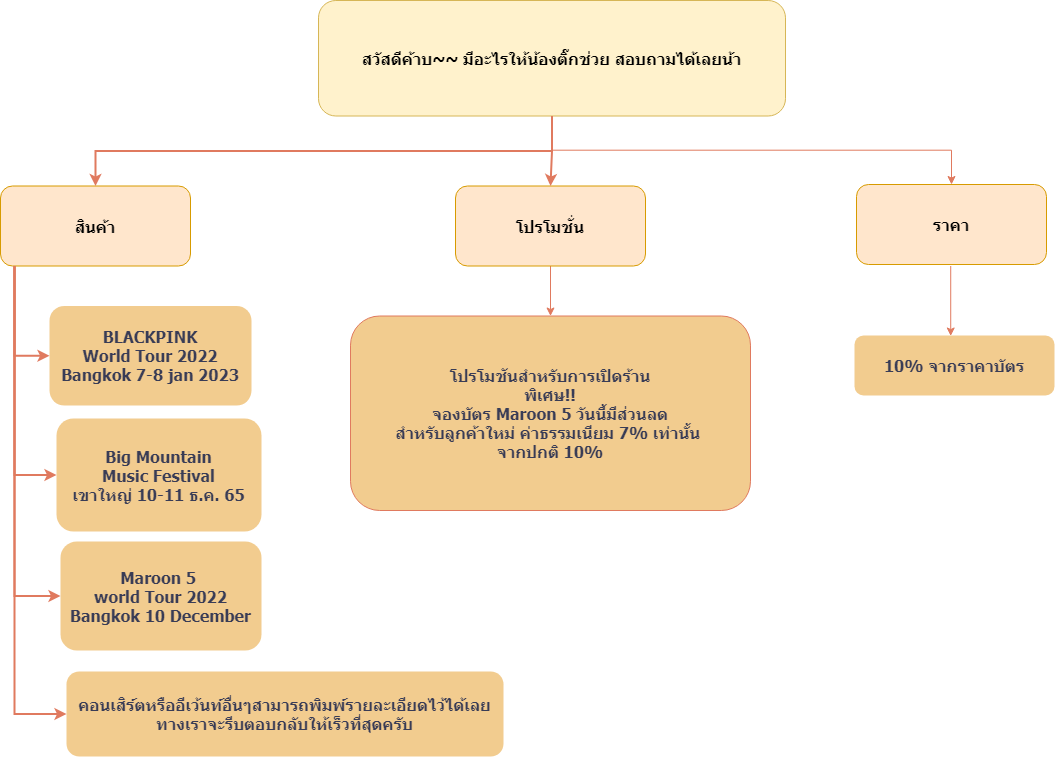 สวัสดีค้าบ~~ มีอะไรให้น้องติ๊กช่วย สอบถามได้เลยน้า
สินค้า
โปรโมชั่น
ราคา
BLACKPINK
World Tour 2022
Bangkok 7-8 jan 2023
Big Mountain
Music Festival
เขาใหญ่ 10-11 ธ.ค. 65
Maroon 5
world Tour 2022
Bangkok 10 December
คอนเสิร์ตหรืออีเว้นท์อื่นๆสามารถพิมพ์รายละเอียดไว้ได้เลย
ทางเราจะรีบตอบกลับให้เร็วที่สุดครับ
โปรโมชันสำหรับการเปิดร้าน
พิเศษ!!
จองบัตร Maroon 5 วันนี้มีส่วนลด
สำหรับลูกค้าใหม่ ค่าธรรมเนียม 7% เท่านั้น
จากปกติ 10%
10% จากราคาบัตร